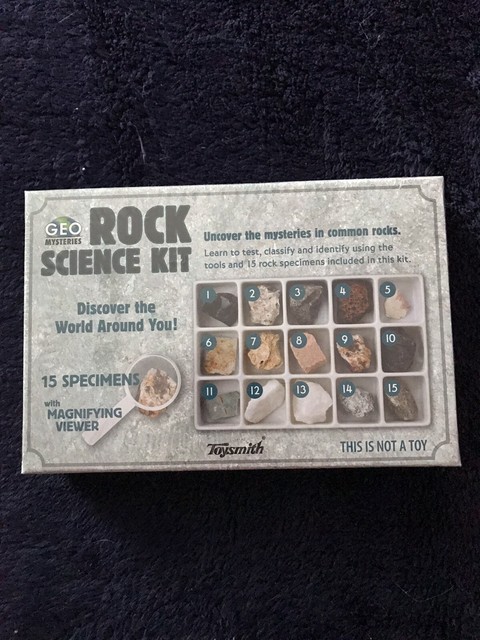 GEO
MYSTERIES
ROCK
SCIENCE KIT
Discover the
World Around You!
15 SPECIMENS
with
MAGNIFYING
VIEWER
Uncover the mysteries in common rocks.
Learn to test, classify and identify using the
tools and 15 rock specimens included in this kit.
1 2 3 4 5
6 7 8 9 10
11 12 13 14 15
Toysmith®
THIS IS NOT A TOY